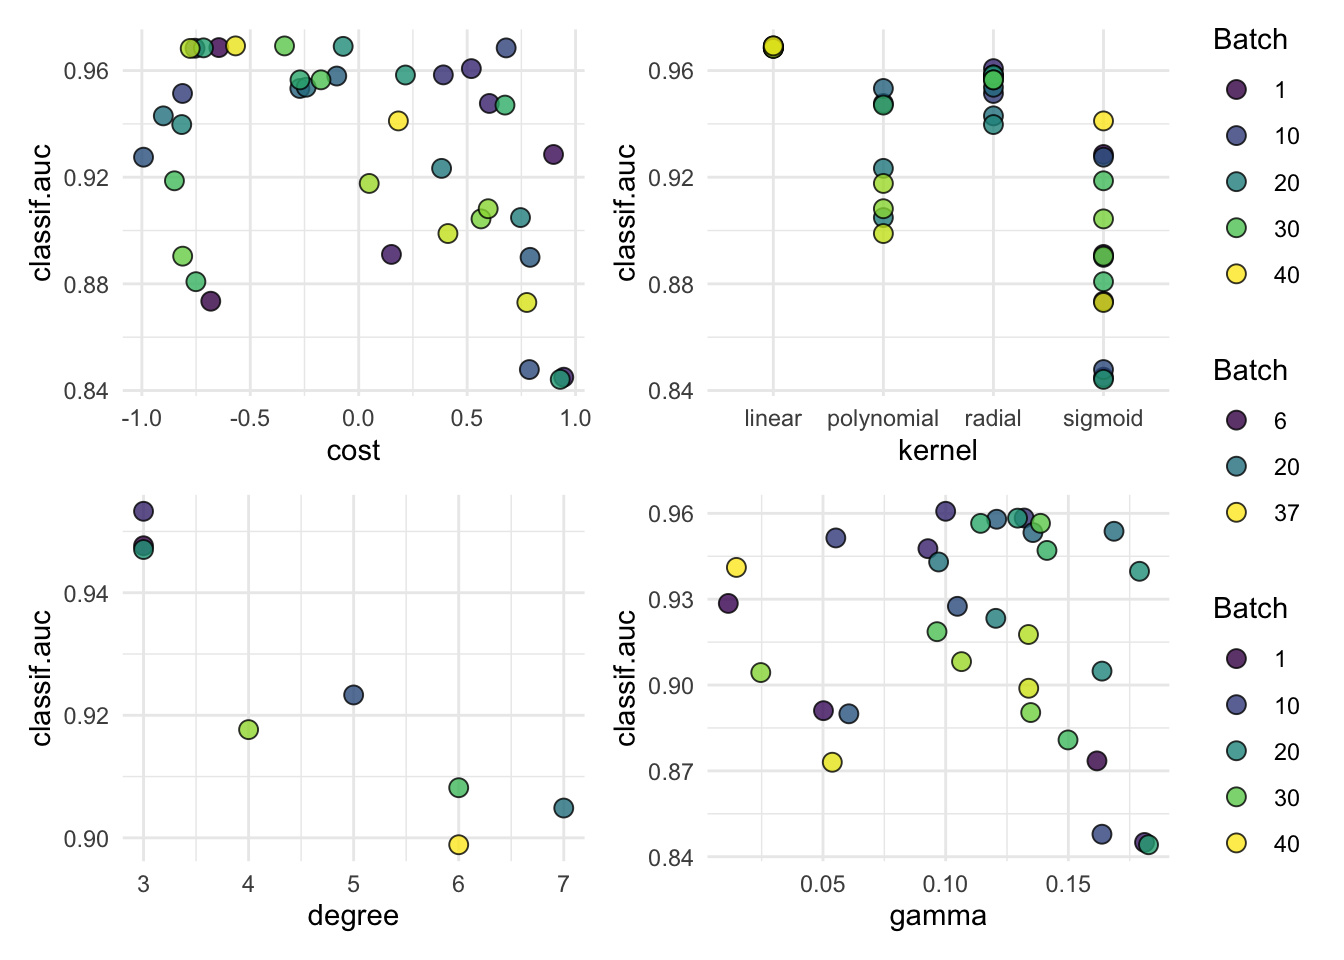 classif.auc
0.96
0.92
0.88
0.84
-1.0 -0.5 0.0 0.5 1.0
cost
classif.auc
0.96
0.92
0.88
0.84
linear polynomial radial sigmoid
kernel
Batch
1
10
20
30
40
classif.auc
0.94
0.92
0.90
3 4 5 6 7
degree
classif.auc
0.96
0.93
0.90
0.87
0.84
0.05 0.10 0.15
gamma
Batch
6
20
37
Batch
1
10
20
30
40